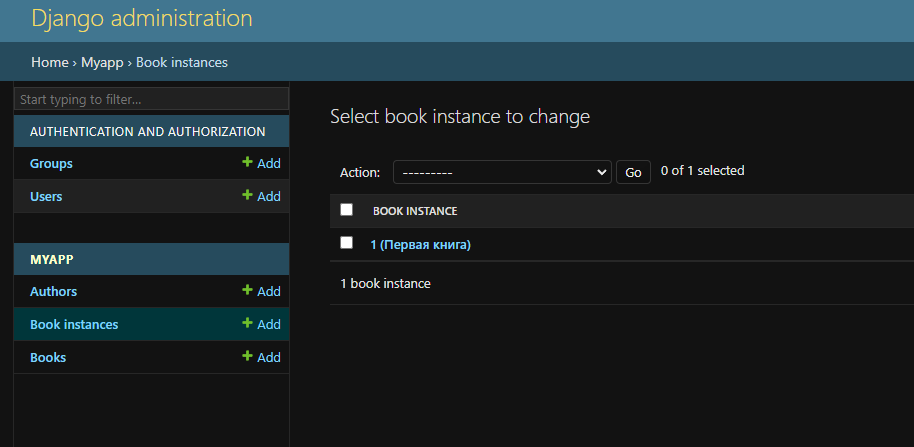 Django administration
Home › Myapp › Book instances
Start typing to filter...
AUTHENTICATION AND AUTHORIZATION
Groups + Add
Users + Add
MYAPP
Authors + Add
Book instances + Add
Books + Add
Select book instance to change
Action: --------- Go 0 of 1 selected
BOOK INSTANCE
1 (Первая книга)
1 book instance